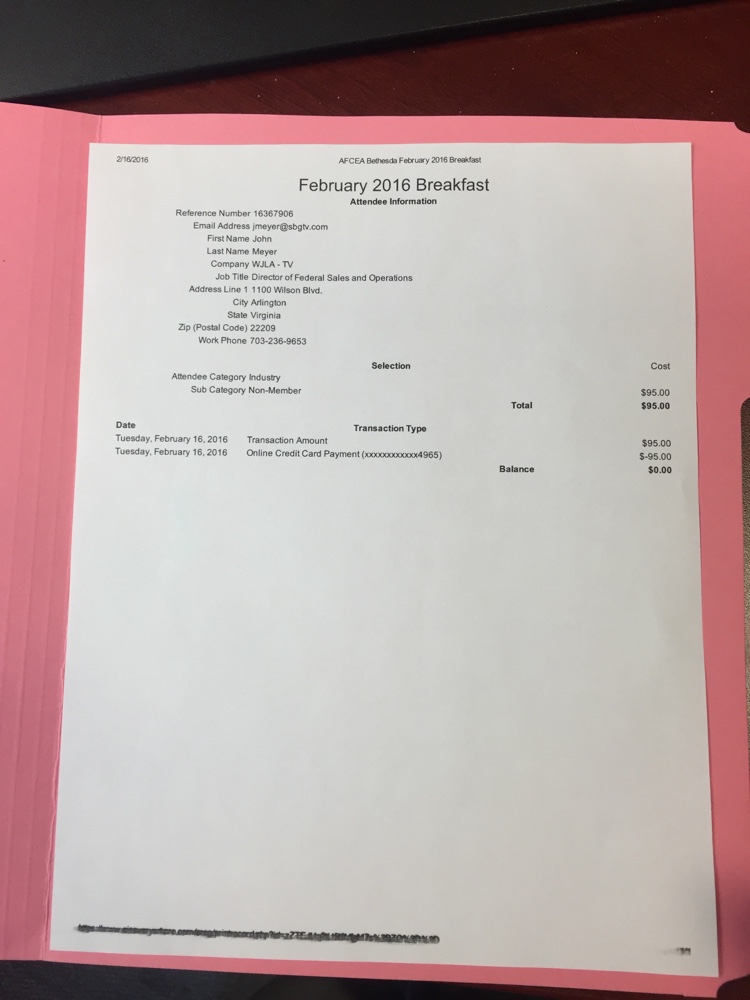 2/16/2016 AFCEA Bethesda February 2016 Breakfast
February 2016 Breakfast
Attendee Information
Reference Number 16367906
Email Address jmeyer@sbgtv.com
First Name John
Last Name Meyer
Company WJLA - TV
Job Title Director of Federal Sales and Operations
Address Line 1 1100 Wilson Blvd.
City Arlington
State Virginia
Zip (Postal Code) 22209
Work Phone 703-236-9653
Selection Cost
Attendee Category Industry
Sub Category Non-Member $95.00
Total $95.00
Date Transaction Type
Tuesday, February 16, 2016 Transaction Amount $95.00
Tuesday, February 16, 2016 Online Credit Card Payment (xxxxxxxxxxxx4965) $-95.00
Balance $0.00